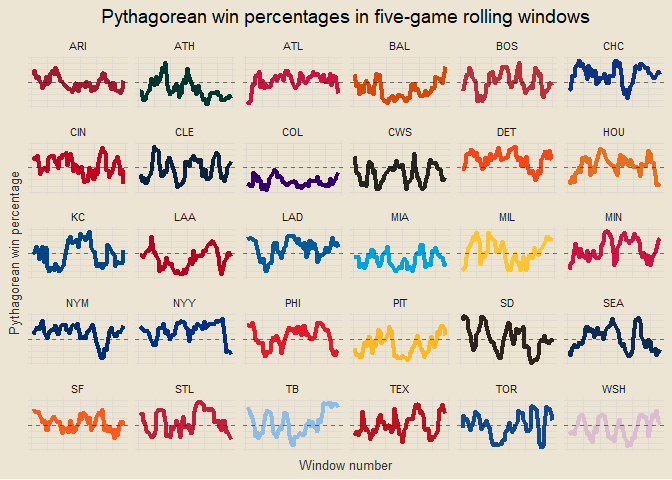 Pythagorean win percentages in five-game rolling windows
ARI ATH ATL BAL BOS CHC
CIN CLE COL CWS DET HOU
KC LAA LAD MIA MIL MIN
NYM NYY PHI PIT SD SEA
SF STL TB TEX TOR WSH
Pythagorean win percentage
Window number